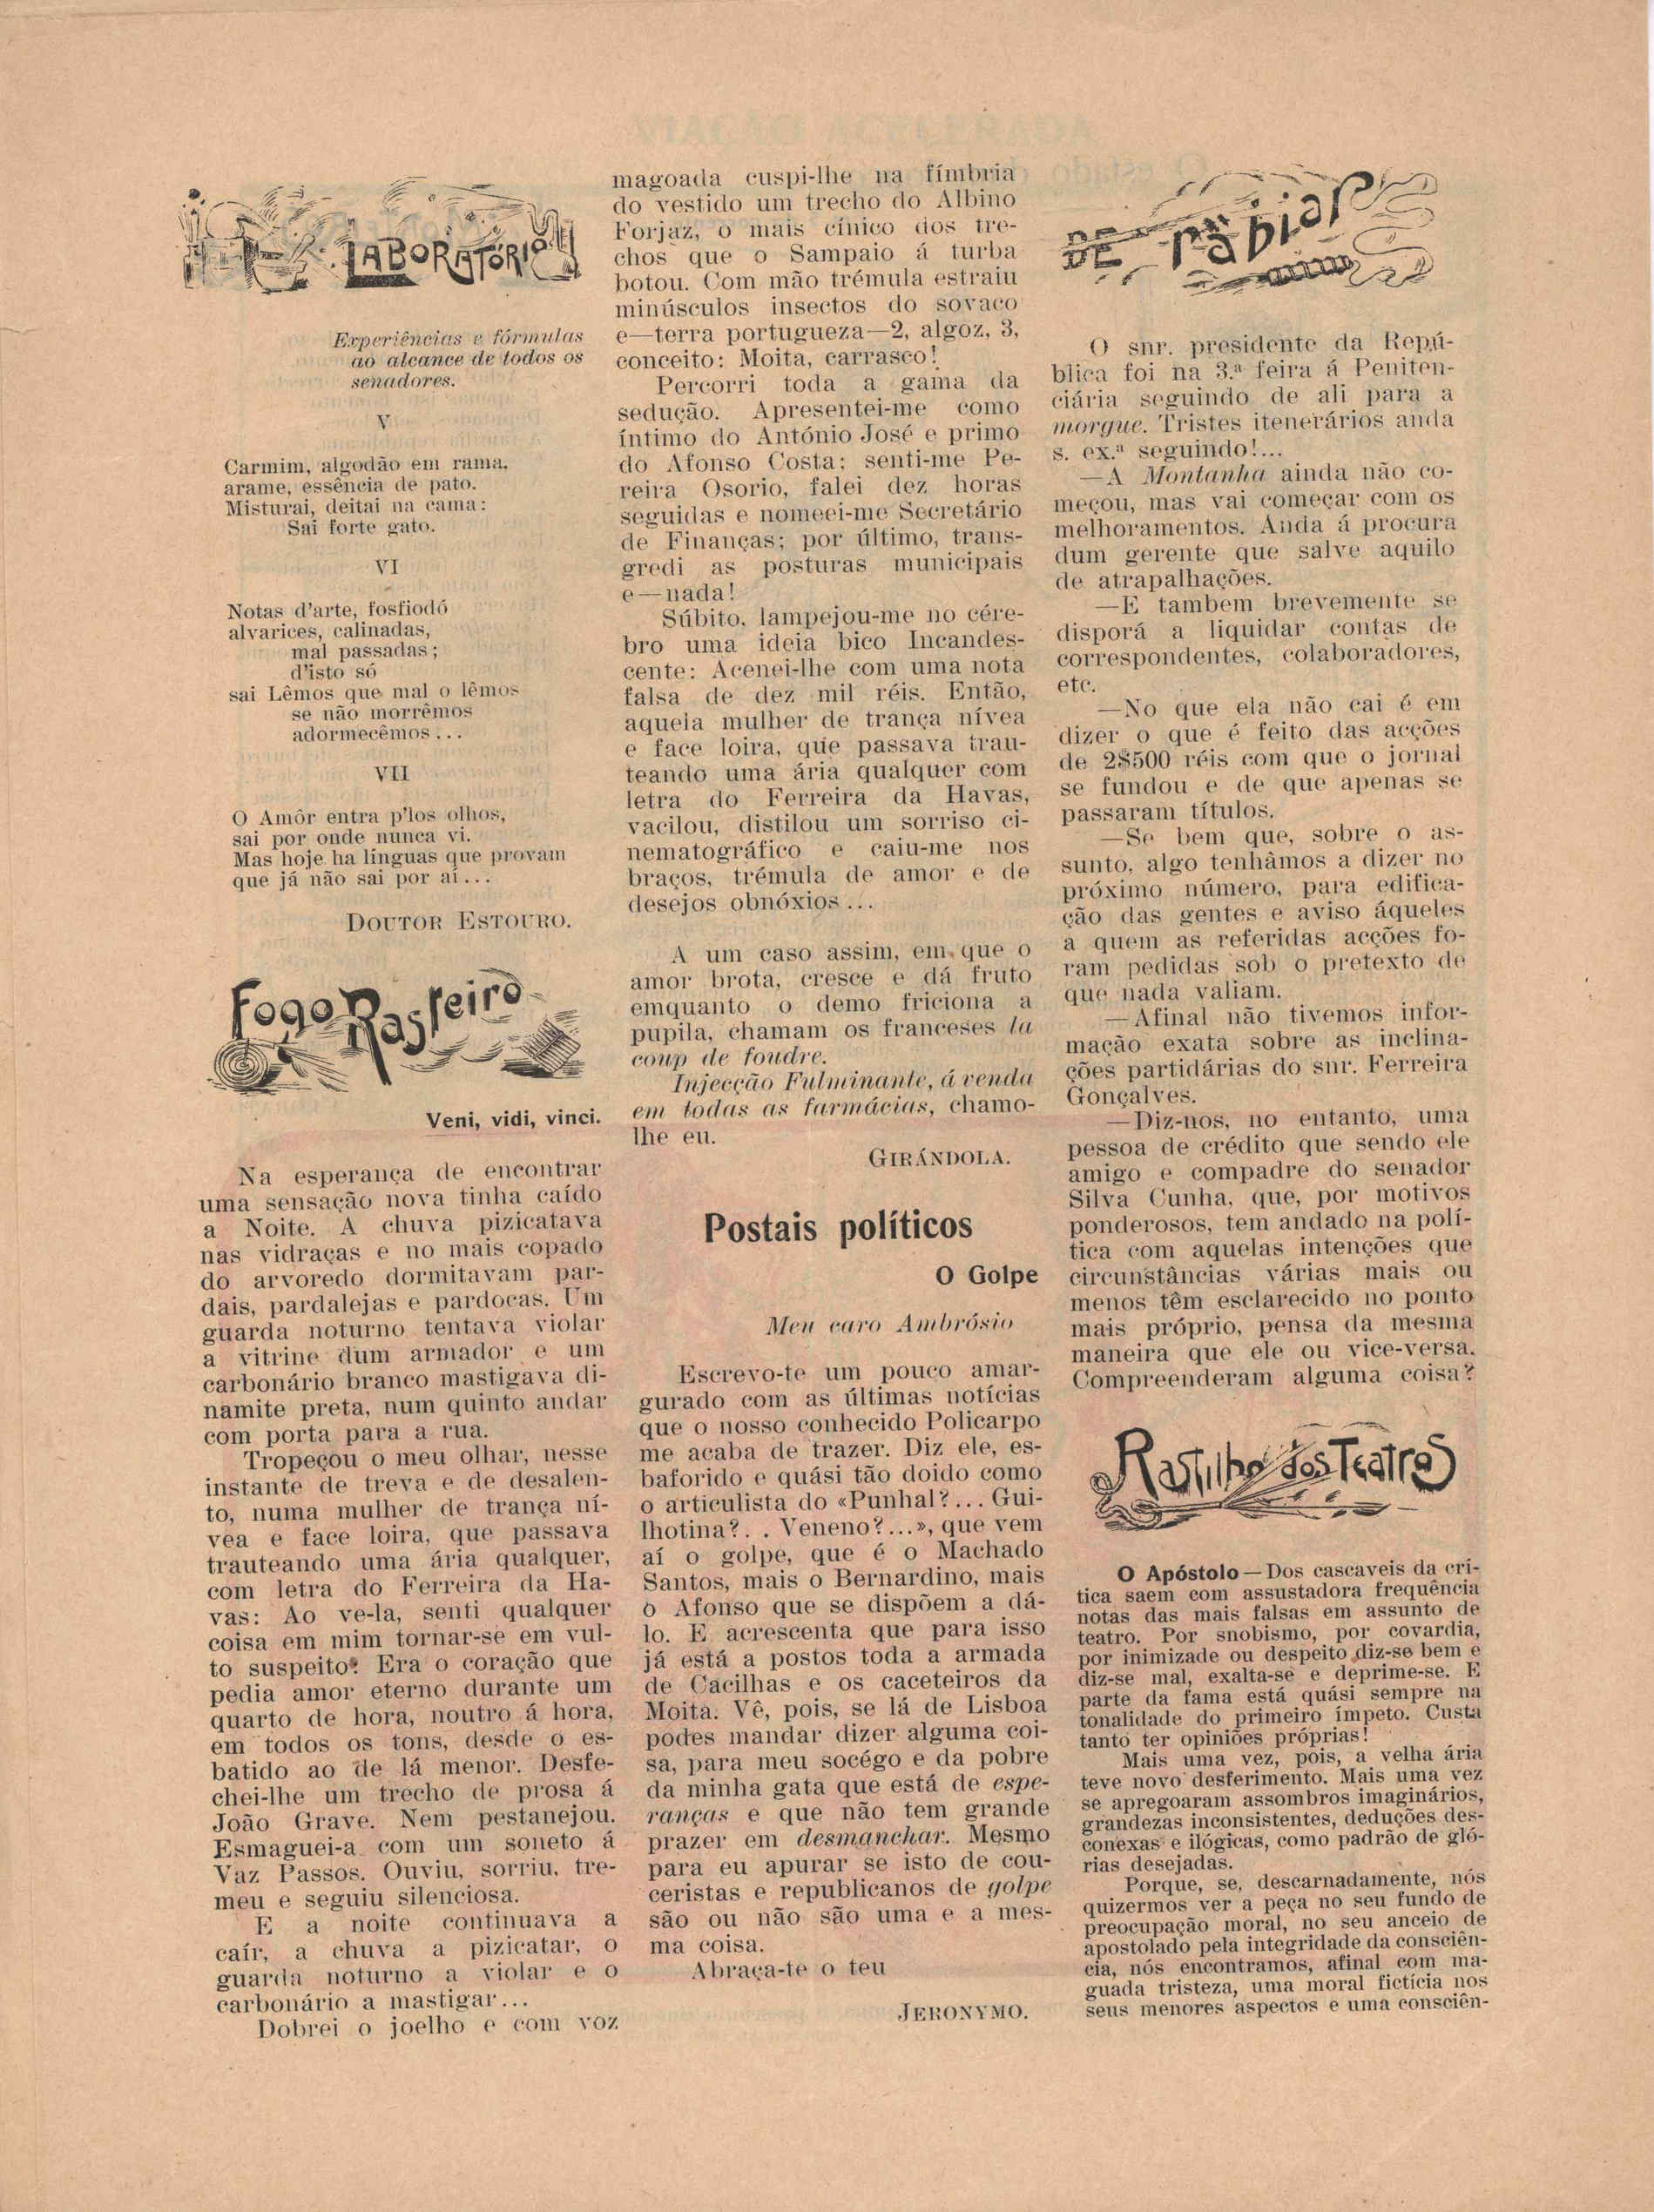 LABORATÓRIO
Experiências e fórmulas
ao alcance de todos os
senadores.
V
Carmim, algodão em rama,
arame, essência de pato.
Misturai, deitai na cama:
Sai forte gato.
VI
Notas d'arte, fosfiodó
alvarices, calinadas,
mal passadas;
d'isto só
sai Lêmos que mal o lêmos
se não morrêmos
adormecêmos...
VII
O Amôr entra p'los olhos,
sai por onde nunca vi.
Mas hoje ha línguas que provam
que já não sai por aí...
DOUTOR ESTOURO.
Fogo Rasteiro
Veni, vidi, vinci.
Na esperança de encontrar
uma sensação nova tinha caído
a Noite. A chuva pizicatava
nas vidraças e no mais copado
do arvoredo dormitavam par-
dais, pardalejas e pardocas. Um
guarda noturno tentava violar
a vitrine dum armador e um
carbonário branco mastigava di-
namite preta, num quinto andar
com porta para a rua.
Tropeçou o meu olhar, nesse
instante de treva e de desalen-
to, numa mulher de trança ní-
vea e face loira, que passava
trauteando uma ária qualquer,
com letra do Ferreira da Ha-
vas: Ao ve-la, senti qualquer
coisa em mim tornar-se em vul-
to suspeito: Era o coração que
pedia amor eterno durante um
quarto de hora, noutro á hora,
em todos os tons, desde o es-
batido ao de lá menor. Desfe-
chei-lhe um trecho de prosa á
João Grave. Nem pestanejou.
Esmaguei-a com um soneto á
Vaz Passos. Ouviu, sorriu, tre-
meu e seguiu silenciosa.
E a noite continuava a
caír, a chuva a pizicatar, o
guarda noturno a violar e o
carbonário a mastigar...
Dobrei o joelho e com voz
magoada cuspi-lhe na fímbria
do vestido um trecho do Albino
Forjaz, o mais cínico dos tre-
chos que o Sampaio á turba
botou. Com mão trémula estraiu
minúsculos insectos do sovaco
e—terra portugueza—2, algoz, 3,
conceito: Moita, carrasco!
Percorri toda a gama da
sedução. Apresentei-me como
íntimo do António José e primo
do Afonso Costa; senti-me Pe-
reira Osorio, falei dez horas
seguidas e nomeei-me Secretário
de Finanças; por último, trans-
gredi as posturas municipais
e—nada!
Súbito, lampejou-me no cére-
bro uma ideia bico Incandes-
cente: Acenei-lhe com uma nota
falsa de dez mil réis. Então,
aquela mulher de trança nívea
e face loira, que passava trau-
teando uma ária qualquer com
letra do Ferreira da Havas,
vacilou, distilou um sorriso ci-
nematográfico e caiu-me nos
braços, trémula de amor e de
desejos obnóxios...
A um caso assim, em que o
amor brota, cresce e dá fruto
emquanto o demo friciona a
pupila, chamam os franceses la
coup de foudre.
Injecção Fulminante, á venda
em todas as farmácias, chamo-
lhe eu.
GIRÁNDOLA.
Postais políticos
O Golpe
Meu caro Ambrósio
Escrevo-te um pouco amar-
gurado com as últimas notícias
que o nosso conhecido Policarpo
me acaba de trazer. Diz ele, es-
baforido e quási tão doido como
o articulista do «Punhal?... Gui-
lhotina?. . Veneno?...», que vem
aí o golpe, que é o Machado
Santos, mais o Bernardino, mais
o Afonso que se dispõem a dá-
lo. E acrescenta que para isso
já está a postos toda a armada
de Cacilhas e os caceteiros da
Moita. Vê, pois, se lá de Lisboa
podes mandar dizer alguma coi-
sa, para meu socégo e da pobre
da minha gata que está de espe-
ranças e que não tem grande
prazer em desmanchar. Mesmo
para eu apurar se isto de cou-
ceristas e republicanos de golpe
são ou não são uma e a mes-
ma coisa.
Abraça-te o teu
JERONYMO.
DE RÁPIDO
O snr. presidente da Repú-
blica foi na 3.ª feira á Peniten-
ciária seguindo de ali para a
morgue. Tristes itenerários anda
s. ex.ª seguindo!...
—A Montanha ainda não co-
meçou, mas vai começar com os
melhoramentos. Anda á procura
dum gerente que salve aquilo
de atrapalhações.
—E tambem brevemente se
disporá a liquidar contas de
correspondentes, colaboradores,
etc.
—No que ela não cai é em
dizer o que é feito das acções
de 2$500 réis com que o jornal
se fundou e de que apenas se
passaram títulos.
—Se bem que, sobre o as-
sunto, algo tenhâmos a dizer no
próximo número, para edifica-
ção das gentes e aviso áqueles
a quem as referidas acções fo-
ram pedidas sob o pretexto de
que nada valiam.
—Afinal não tivemos infor-
mação exata sobre as inclina-
ções partidárias do snr. Ferreira
Gonçalves.
—Diz-nos, no entanto, uma
pessoa de crédito que sendo ele
amigo e compadre do senador
Silva Cunha, que, por motivos
ponderosos, tem andado na polí-
tica com aquelas intenções que
circunstâncias várias mais ou
menos têm esclarecido no ponto
mais próprio, pensa da mesma
maneira que ele ou vice-versa.
Compreenderam alguma coisa?
Rastilho dos Teatros
O Apóstolo—Dos cascaveis da crí-
tica saem com assustadora frequência
notas das mais falsas em assunto de
teatro. Por snobismo, por covardia,
por inimizade ou despeito diz-se bem e
diz-se mal, exalta-se e deprime-se. E
parte da fama está quási sempre na
tonalidade do primeiro ímpeto. Custa
tanto ter opiniões próprias!
Mais uma vez, pois, a velha ária
teve novo desferimento. Mais uma vez
se apregoaram assombros imaginários,
grandezas inconsistentes, deduções des-
conexas e ilógicas, como padrão de gló-
rias desejadas.
Porque, se, descarnadamente, nós
quizermos ver a peça no seu fundo de
preocupação moral, no seu anceio de
apostolado pela integridade da consciên-
cia, nós encontramos, afinal com ma-
guada tristeza, uma moral fictícia nos
seus menores aspectos e uma consciên-